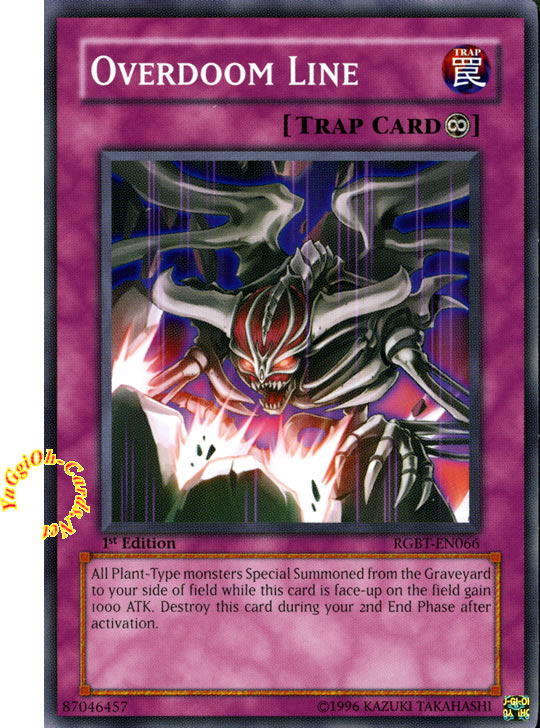 OVERDOOM LINE
TRAP
罠
[TRAP CARD∞]
YuGgiOh-Cards.Net
1st Edition
RGBT-EN066
All Plant-Type monsters Special Summoned from the Graveyard
to your side of field while this card is face-up on the field gain
1000 ATK. Destroy this card during your 2nd End Phase after
activation.
87046457
©1996 KAZUKI TAKAHASHI